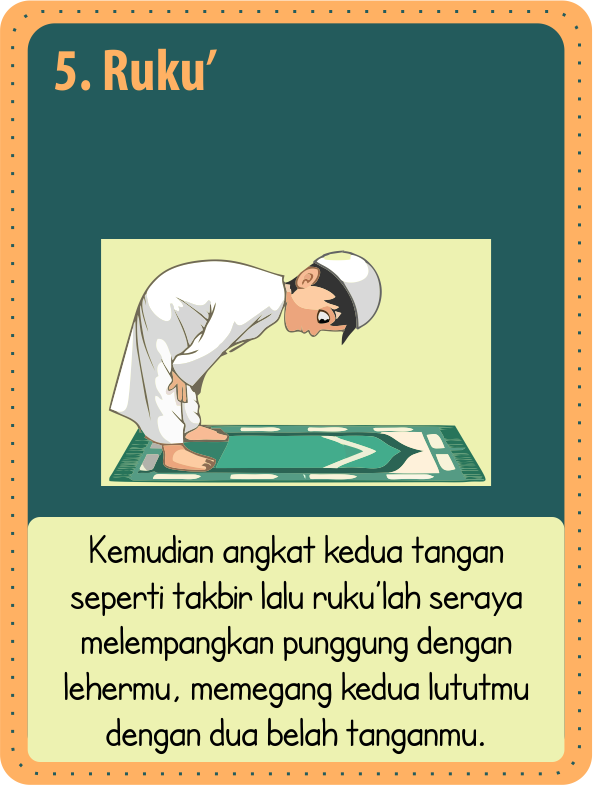 5. Ruku’
Kemudian angkat kedua tangan
seperti takbir lalu ruku’lah seraya
melempangkan punggung dengan
lehermu, memegang kedua lututmu
dengan dua belah tanganmu.